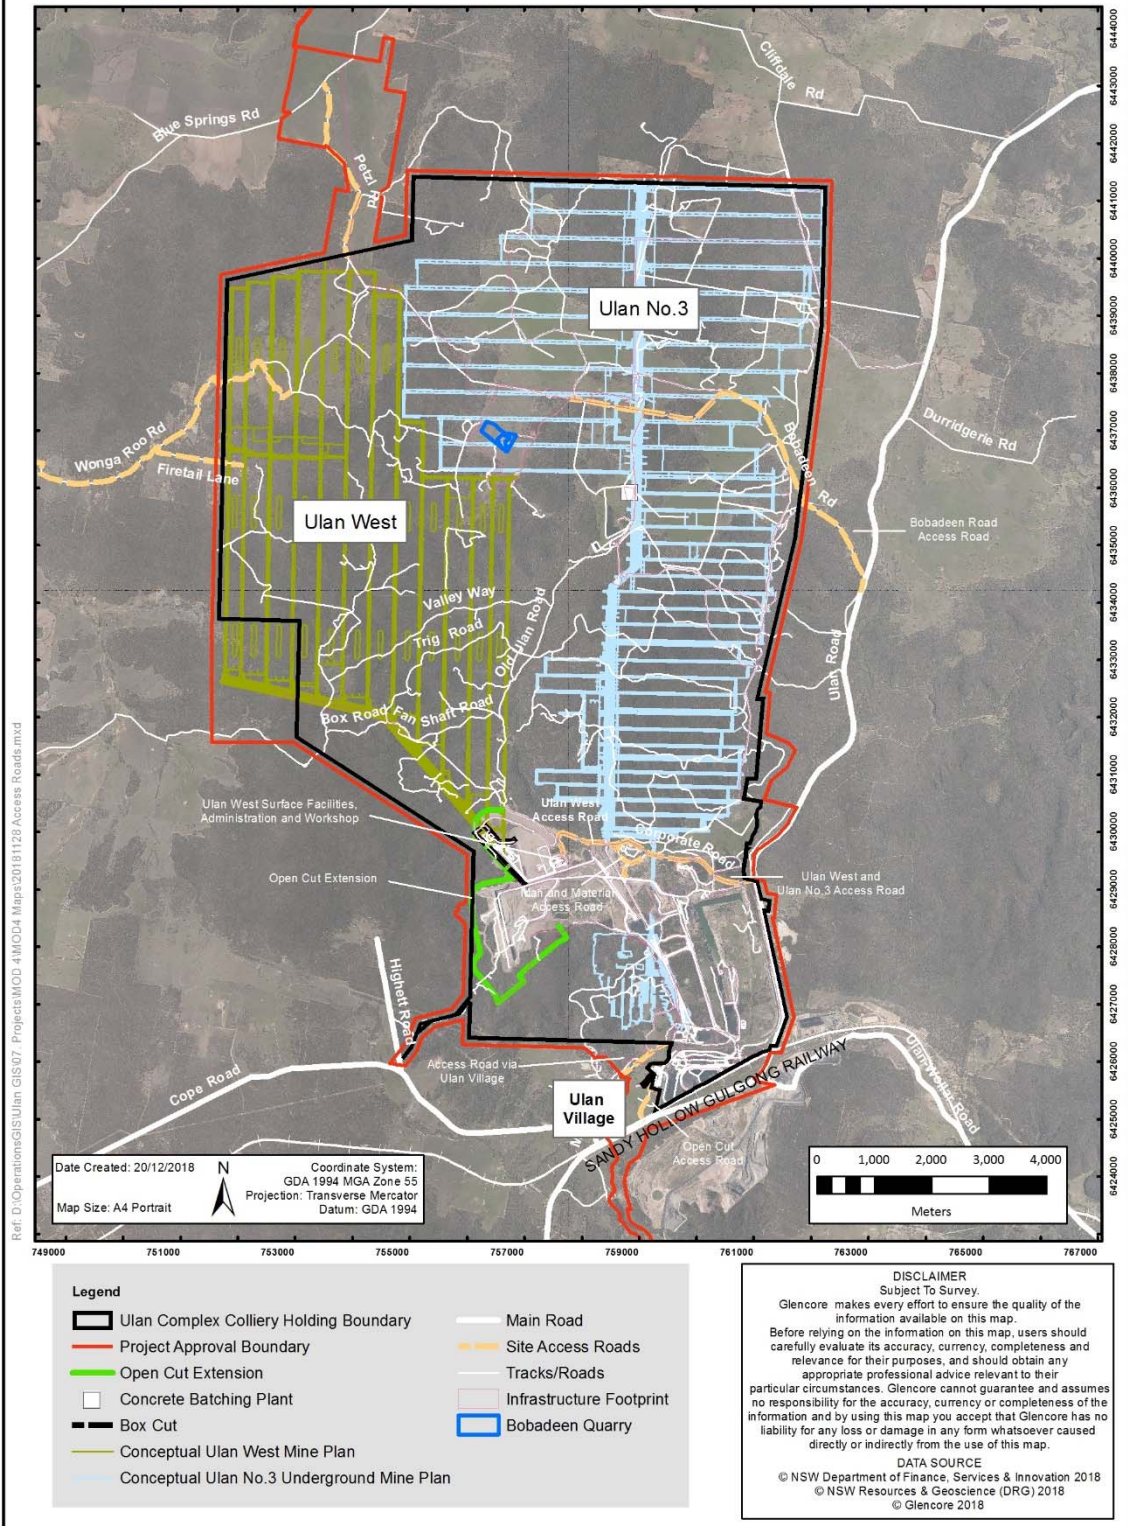 Cliffdale Rd
Blue Springs Rd
Petzl Rd
Ulan No.3
Durridgerie Rd
Wonga Roo Rd
Firetail Lane
Bobadeen Rd
Ulan West
Bobadeen Road
Access Road
Valley Way
Trig Road
Old Ulan Road
Ulan Road
Box Road
Fan Shaft Road
Ulan West Surface Facilities,
Administration and Workshop
Ulan West
Access Road
Corporate Road
Open Cut Extension
Man and Material
Access Road
Ulan West and
Ulan No.3 Access Road
Highett Road
Access Road via
Ulan Village
Cope Road
Ulan
Village
SANDY HOLLOW GULGONG RAILWAY
Ulan-Wollar Road
Open Cut
Access Road
6444000
6443000
6442000
6441000
6440000
6439000
6438000
6437000
6436000
6435000
6434000
6433000
6432000
6431000
6430000
6429000
6428000
6427000
6426000
6425000
6424000
Ref: D:\OperationsGIS\Ulan GIS\07. Projects\MOD 4\MOD4 Maps\20181128 Access Roads.mxd
Date Created: 20/12/2018
Map Size: A4 Portrait
N
Coordinate System:
GDA 1994 MGA Zone 55
Projection: Transverse Mercator
Datum: GDA 1994
0 1,000 2,000 3,000 4,000
Meters
749000 751000 753000 755000 757000 759000 761000 763000 765000 767000
Legend
Ulan Complex Colliery Holding Boundary
Project Approval Boundary
Open Cut Extension
Concrete Batching Plant
Box Cut
Conceptual Ulan West Mine Plan
Conceptual Ulan No.3 Underground Mine Plan
Main Road
Site Access Roads
Tracks/Roads
Infrastructure Footprint
Bobadeen Quarry
DISCLAIMER
Subject To Survey.
Glencore makes every effort to ensure the quality of the
information available on this map.
Before relying on the information on this map, users should
carefully evaluate its accuracy, currency, completeness and
relevance for their purposes, and should obtain any
appropriate professional advice relevant to their
particular circumstances. Glencore cannot guarantee and assumes
no responsibility for the accuracy, currency or completeness of the
information and by using this map you accept that Glencore has no
liability for any loss or damage in any form whatsoever caused
directly or indirectly from the use of this map.
DATA SOURCE
© NSW Department of Finance, Services & Innovation 2018
© NSW Resources & Geoscience (DRG) 2018
© Glencore 2018